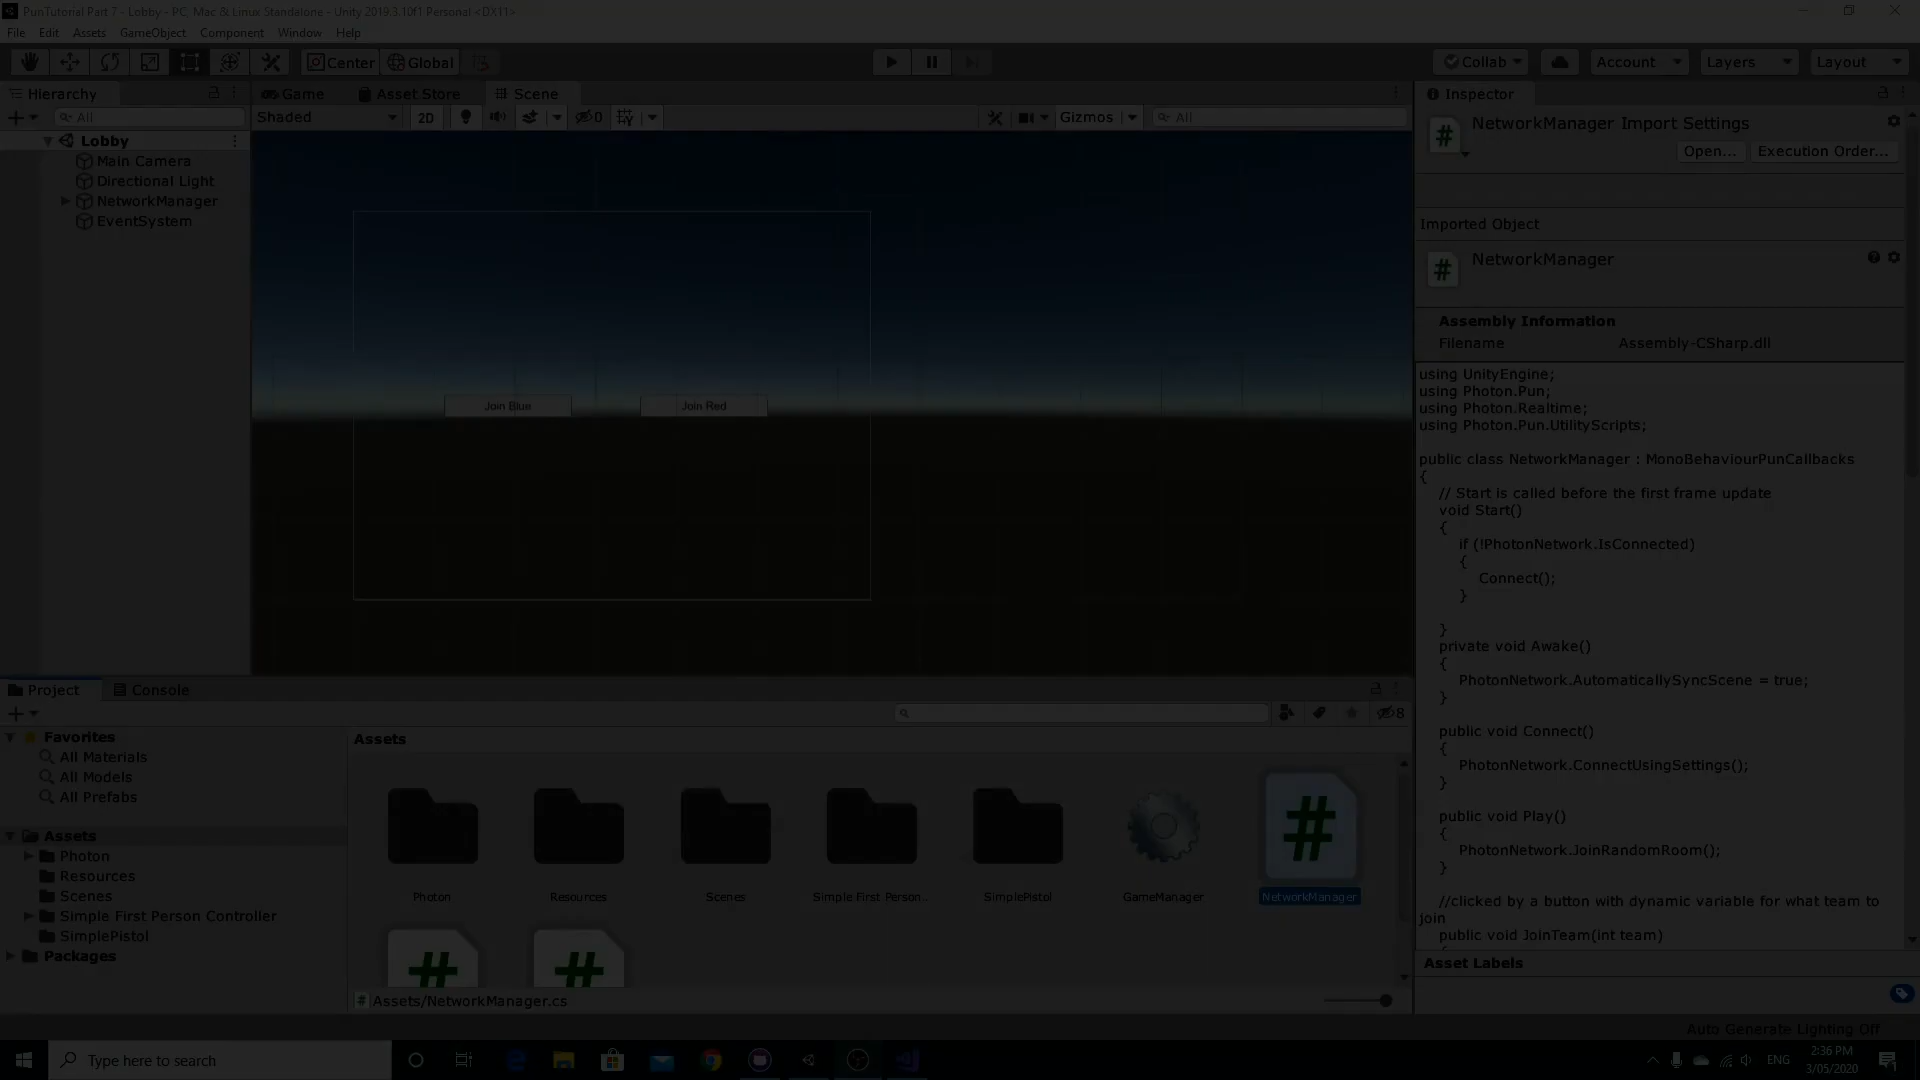 PunTutorial Part 7 - Lobby - PC, Mac & Linux Standalone - Unity 2019.3.10f1 Personal <DX11>
File Edit Assets GameObject Component Window Help
Center Global Collab Account Layers Layout
Hierarchy
All
Lobby
Main Camera
Directional Light
NetworkManager
EventSystem
Game Asset Store Scene
Shaded 2D 0 Gizmos All
Join Blue Join Red
Inspector
NetworkManager Import Settings
Open... Execution Order...
Imported Object
NetworkManager
Assembly Information
Filename Assembly-CSharp.dll
using UnityEngine;
using Photon.Pun;
using Photon.Realtime;
using Photon.Pun.UtilityScripts;
public class NetworkManager : MonoBehaviourPunCallbacks
{
// Start is called before the first frame update
void Start()
{
if (!PhotonNetwork.IsConnected)
{
Connect();
}
}
private void Awake()
{
PhotonNetwork.AutomaticallySyncScene = true;
}
public void Connect()
{
PhotonNetwork.ConnectUsingSettings();
}
public void Play()
{
PhotonNetwork.JoinRandomRoom();
}
//clicked by a button with dynamic variable for what team to
join
public void JoinTeam(int team)
Asset Labels
Project Console
8
Favorites
All Materials
All Models
All Prefabs
Assets
Photon
Resources
Scenes
Simple First Person Controller
SimplePistol
Packages
Assets
Photon Resources Scenes Simple First Person... SimplePistol GameManager NetworkManager
Assets/NetworkManager.cs
Auto Generate Lighting Off
Type here to search
ENG
2:36 PM
3/05/2020